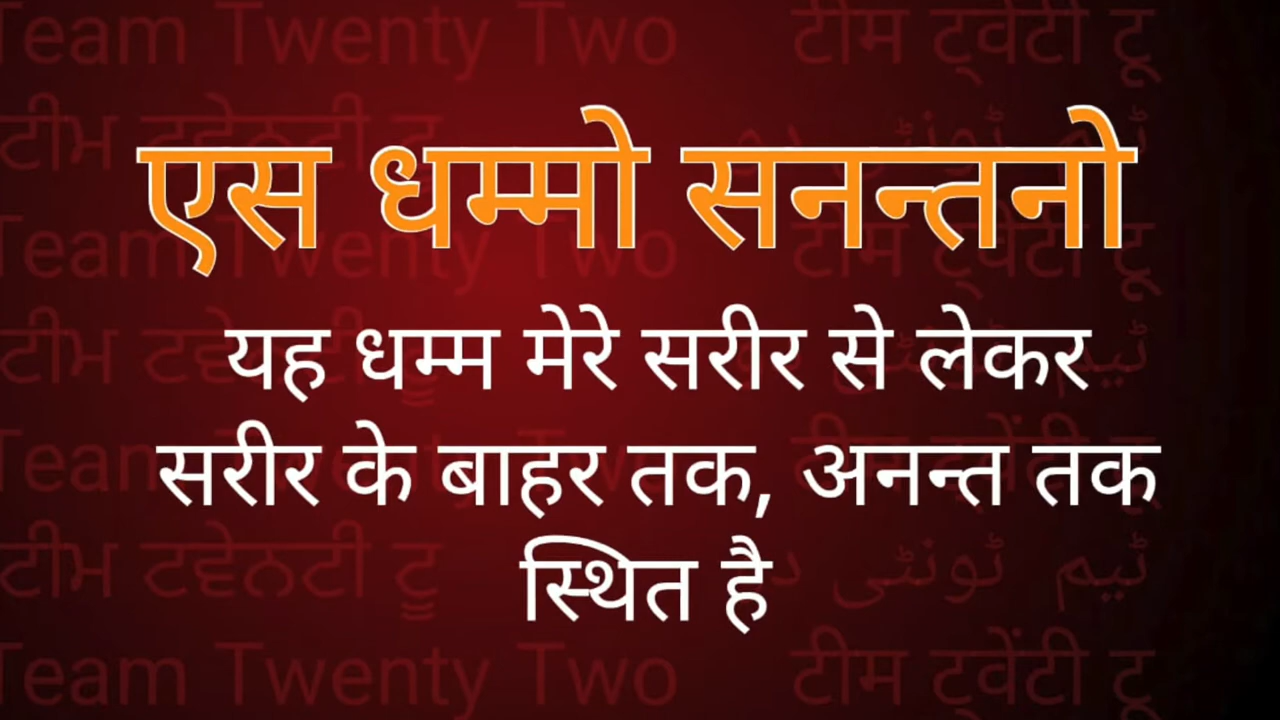 Team Twenty Two टीम ट्वेंटी टू
एस धम्मो सनन्तनो
यह धम्म मेरे सरीर से लेकर
सरीर के बाहर तक, अनन्त तक
स्थित है
Team Twenty Two टीम ट्वेंटी टू